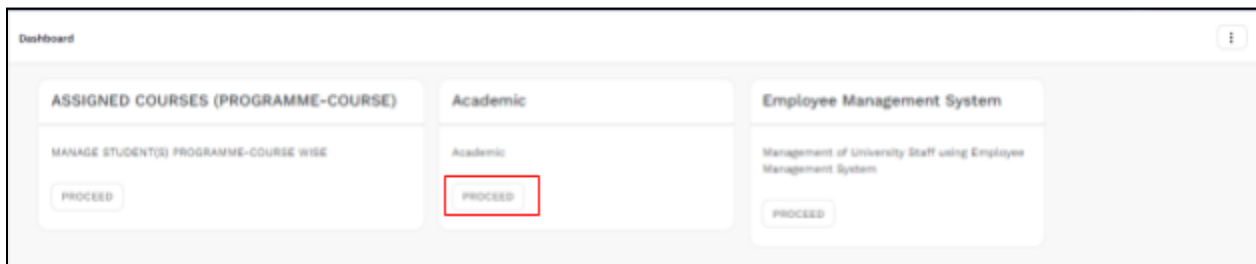 Dashboard
ASSIGNED COURSES (PROGRAMME-COURSE)
MANAGE STUDENT(S) PROGRAMME-COURSE WISE
PROCEED
Academic
Academic
PROCEED
Employee Management System
Management of University Staff using Employee
Management System
PROCEED